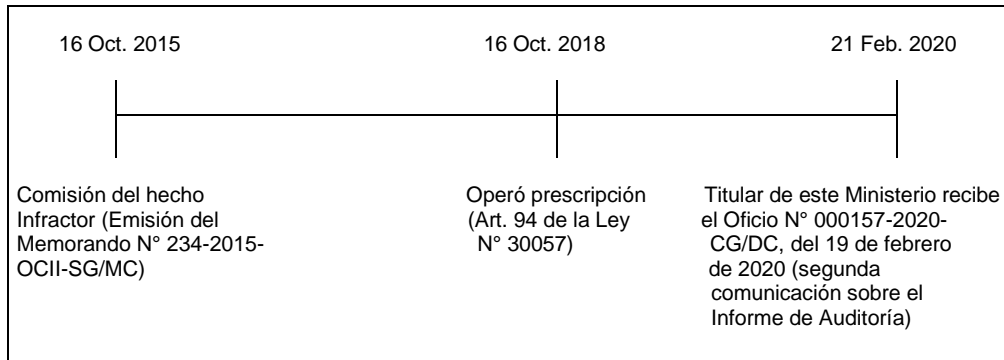 16 Oct. 2015
16 Oct. 2018
21 Feb. 2020
Comisión del hecho
Infractor (Emisión del
Memorando N° 234-2015-
OCII-SG/MC)
Operó prescripción
(Art. 94 de la Ley
N° 30057)
Titular de este Ministerio recibe
el Oficio N° 000157-2020-
CG/DC, del 19 de febrero
de 2020 (segunda
comunicación sobre el
Informe de Auditoría)